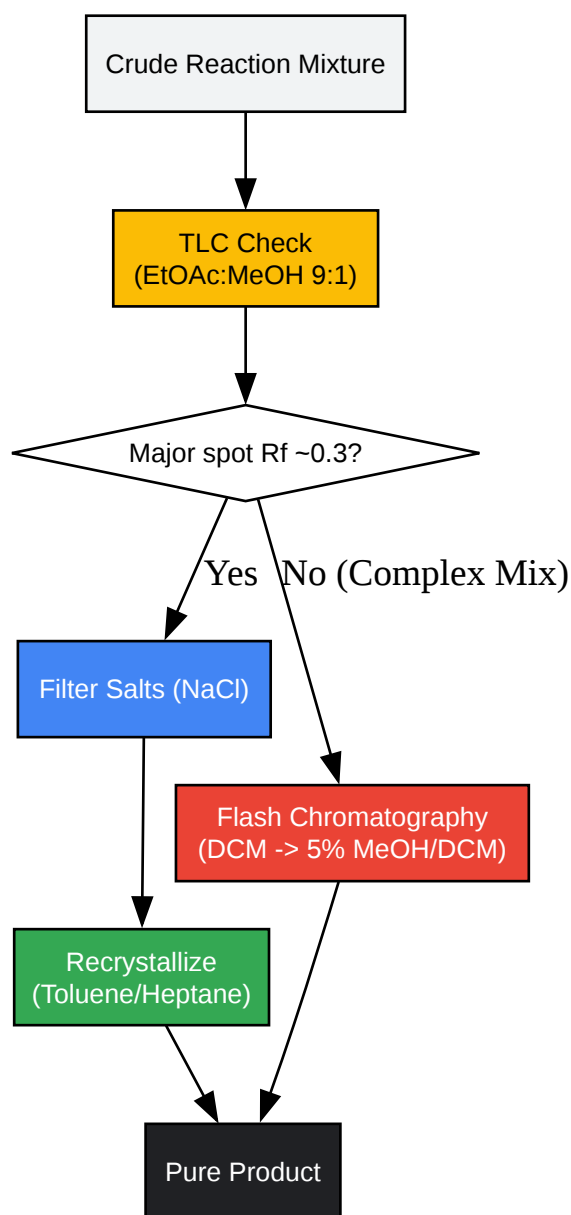 Crude Reaction Mixture
TLC Check
(EtOAc:MeOH 9:1)
Major spot Rf ~0.3?
Yes
No (Complex Mix)
Filter Salts (NaCl)
Flash Chromatography
(DCM -> 5% MeOH/DCM)
Recrystallize
(Toluene/Heptane)
Pure Product